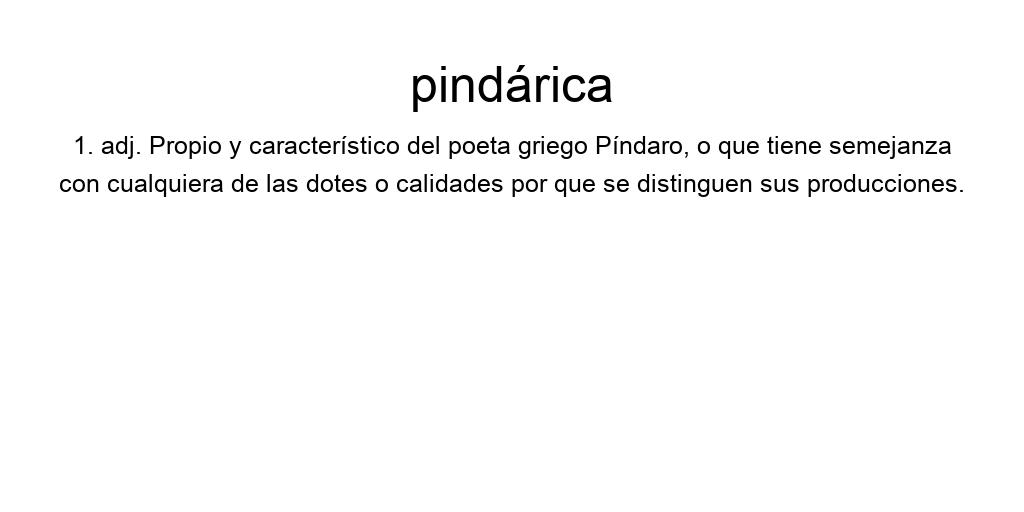 pindárica
1. adj. Propio y característico del poeta griego Píndaro, o que tiene semejanza
con cualquiera de las dotes o calidades por que se distinguen sus producciones.